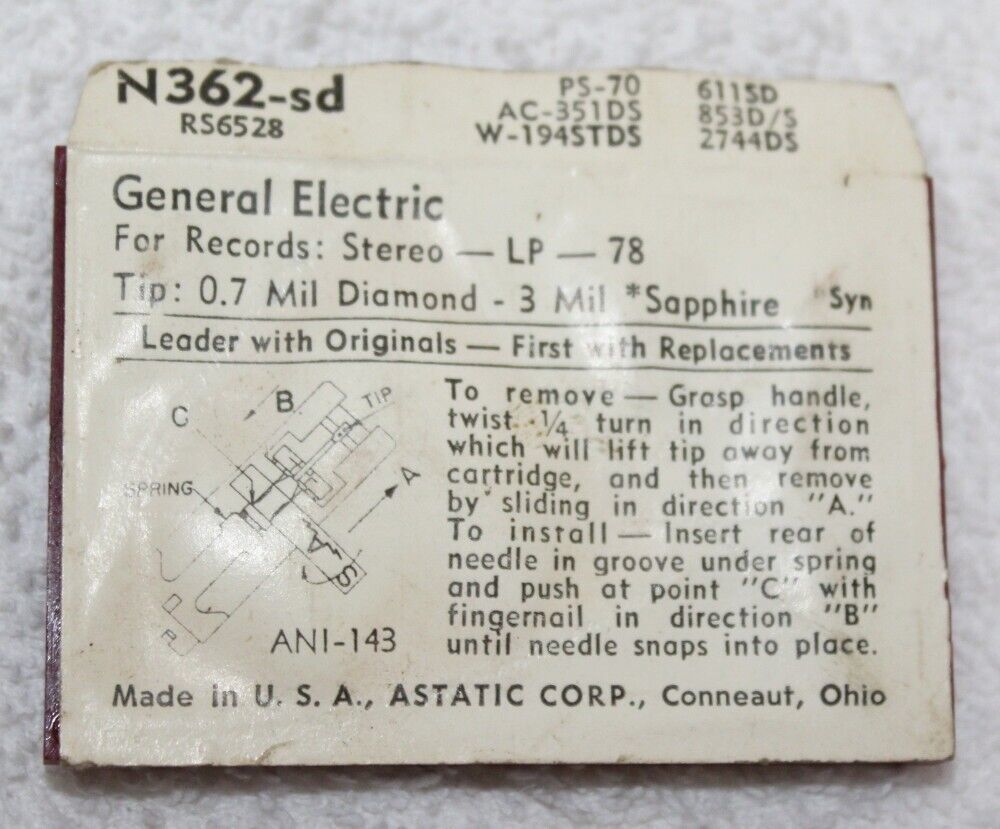 N362-sd
RS6528
PS-70 611SD
AC-351DS 853D/S
W-194STDS 2744DS
General Electric
For Records: Stereo — LP — 78
Tip: 0.7 Mil Diamond - 3 Mil *Sapphire *Syn
Leader with Originals — First with Replacements
C B TIP
SPRING A
A S
R
ANI-143
To remove — Grasp handle,
twist ¼ turn in direction
which will lift tip away from
cartridge, and then remove
by sliding in direction "A."
To install — Insert rear of
needle in groove under spring
and push at point "C" with
fingernail in direction "B"
until needle snaps into place.
Made in U. S. A., ASTATIC CORP., Conneaut, Ohio